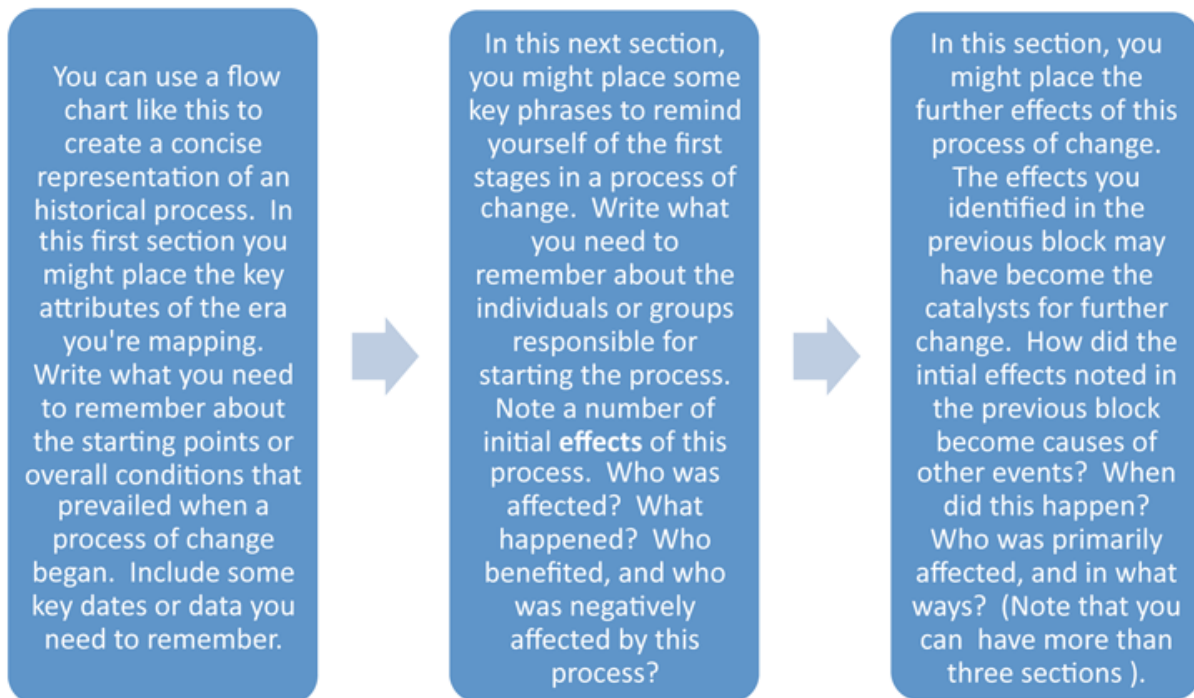 You can use a flow
chart like this to
create a concise
representation of an
historical process.  In
this first section you
might place the key
attributes of the era
you're mapping.
Write what you need
to remember about
the starting points or
overall conditions that
prevailed when a
process of change
began.  Include some
key dates or data you
need to remember.
In this next section,
you might place some
key phrases to remind
yourself of the first
stages in a process of
change.  Write what
you need to
remember about the
individuals or groups
responsible for
starting the process.
Note a number of
initial effects of this
process.  Who was
affected?  What
happened?  Who
benefited, and who
was negatively
affected by this
process?
In this section, you
might place the
further effects of this
process of change.
The effects you
identified in the
previous block may
have become the
catalysts for further
change.  How did the
intial effects noted in
the previous block
become causes of
other events?  When
did this happen?
Who was primarily
affected, and in what
ways?  (Note that you
can  have more than
three sections ).